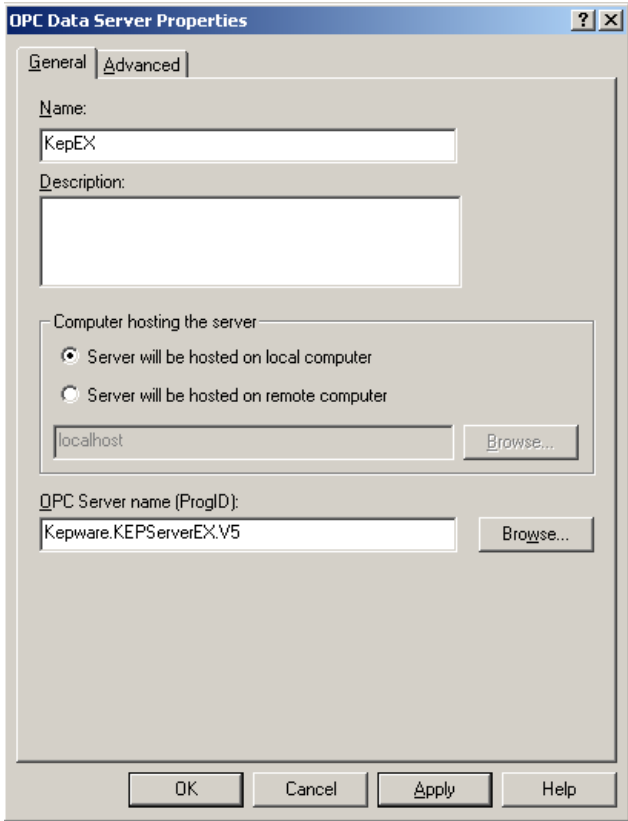 OPC Data Server Properties
General Advanced
Name:
KepEX
Description:
Computer hosting the server
Server will be hosted on local computer
Server will be hosted on remote computer
localhost Browse...
OPC Server name (ProgID):
Kepware.KEPServerEX.V5 Browse...
OK Cancel Apply Help